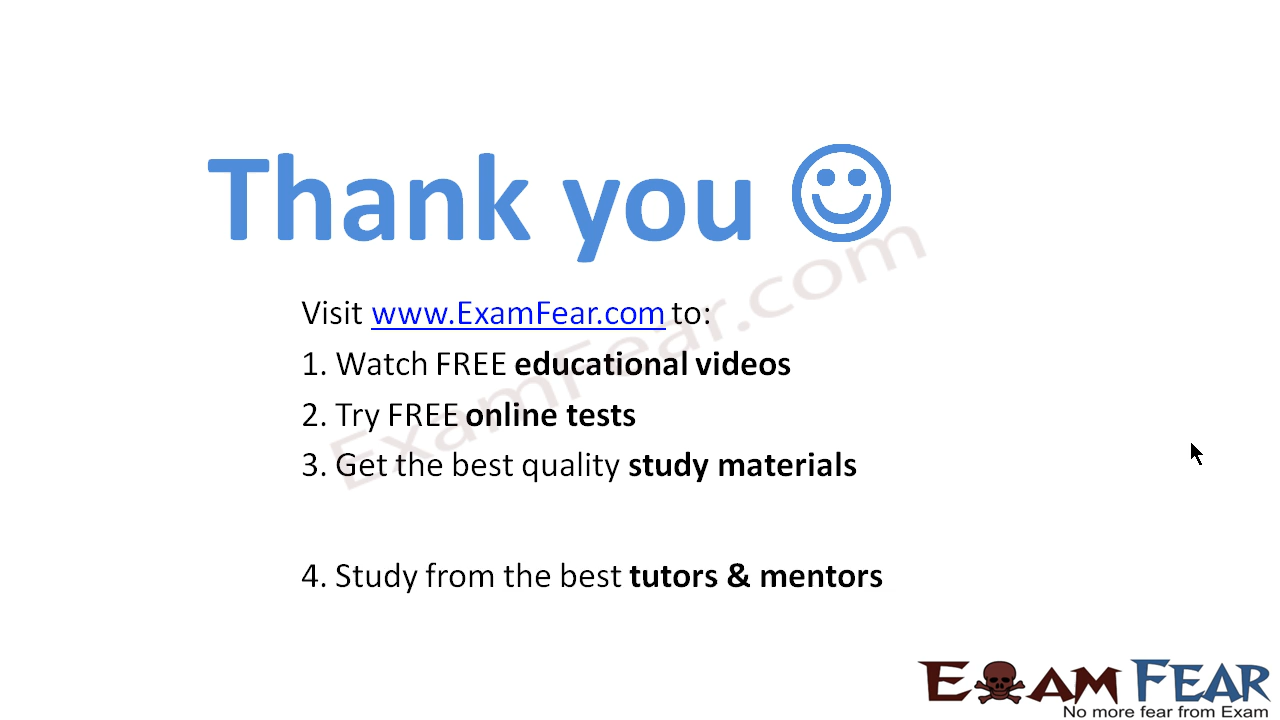 Thank you
Visit www.ExamFear.com to:
1. Watch FREE educational videos
2. Try FREE online tests
3. Get the best quality study materials
4. Study from the best tutors & mentors
ExamFear.com
EXAM FEAR
No more fear from Exam